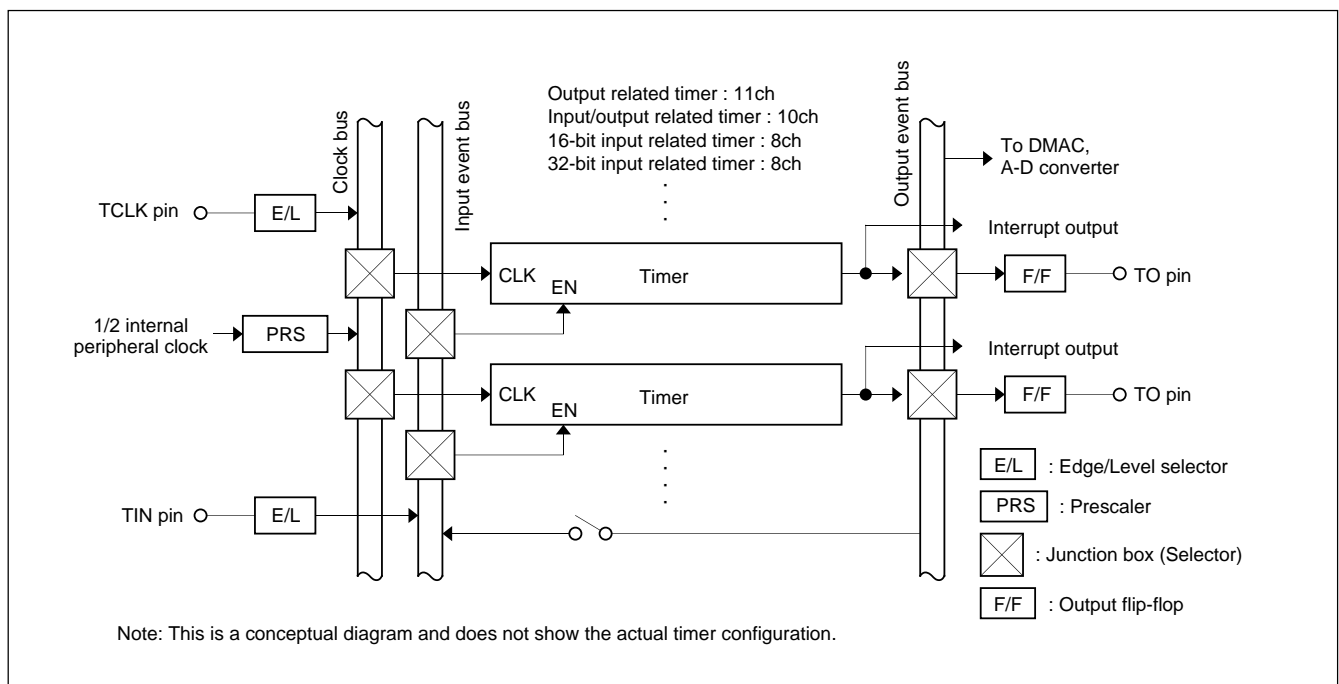 Output related timer : 11ch
Input/output related timer : 10ch
16-bit input related timer : 8ch
32-bit input related timer : 8ch
Clock bus
Input event bus
Output event bus
To DMAC,
A-D converter
TCLK pin
E/L
Interrupt output
CLK
EN
Timer
F/F
TO pin
1/2 internal
peripheral clock
PRS
Interrupt output
CLK
EN
Timer
F/F
TO pin
TIN pin
E/L
E/L : Edge/Level selector
PRS : Prescaler
: Junction box (Selector)
F/F : Output flip-flop
Note: This is a conceptual diagram and does not show the actual timer configuration.